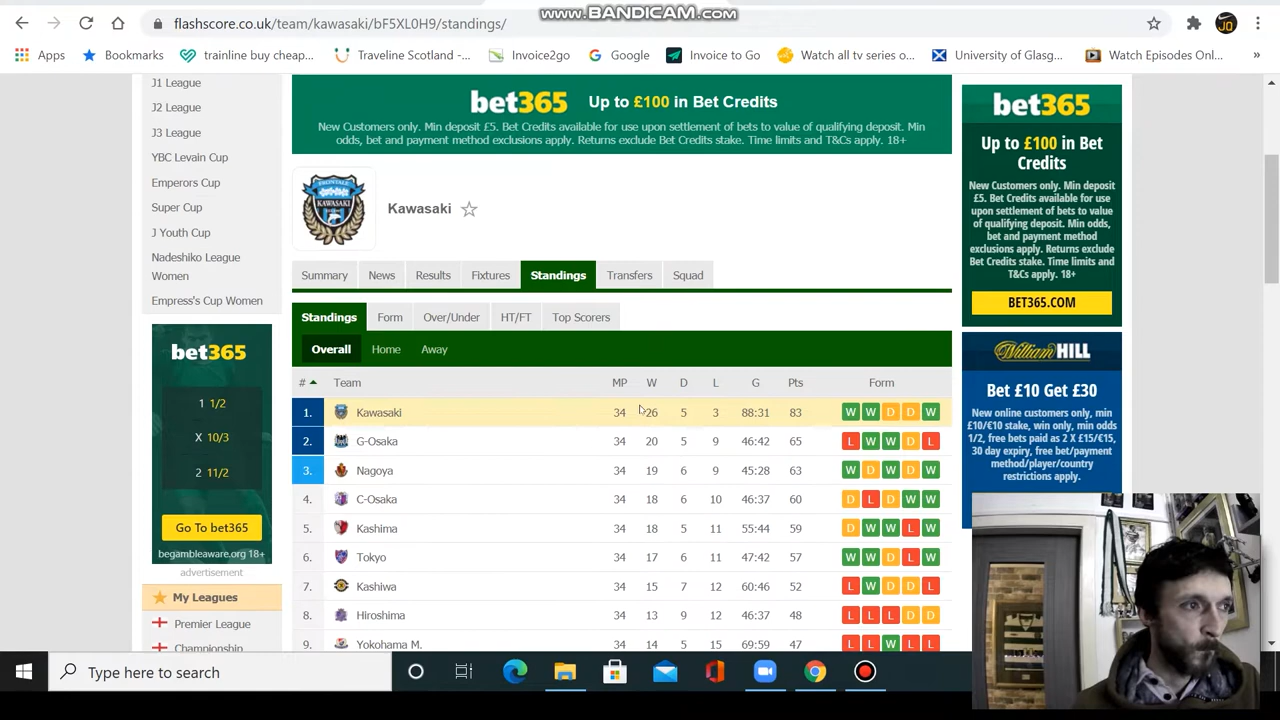 www.BANDICAM.com
flashscore.co.uk/team/kawasaki/bF5XL0H9/standings/
JQ
Apps
Bookmarks
trainline buy cheap...
Traveline Scotland -...
Invoice2go
Google
Invoice to Go
Watch all tv series o...
University of Glasg...
Watch Episodes Onl...
»
J1 League
J2 League
J3 League
YBC Levain Cup
Emperors Cup
Super Cup
J Youth Cup
Nadeshiko League
Women
Empress's Cup Women
bet365
1 1/2
X 10/3
2 11/2
Go To bet365
begambleaware.org 18+
advertisement
My Leagues
Premier League
Championship
bet365 Up to £100 in Bet Credits
New Customers only. Min deposit £5. Bet Credits available for use upon settlement of bets to value of qualifying deposit. Min
odds, bet and payment method exclusions apply. Returns exclude Bet Credits stake. Time limits and T&Cs apply. 18+
FRONTALE
KAWASAKI
Kawasaki
Summary News Results Fixtures Standings Transfers Squad
Standings Form Over/Under HT/FT Top Scorers
Overall Home Away
# Team MP W D L G Pts Form
1. Kawasaki 34 26 5 3 88:31 83 W W D D W
2. G-Osaka 34 20 5 9 46:42 65 L W W D L
3. Nagoya 34 19 6 9 45:28 63 W D W D W
4. C-Osaka 34 18 6 10 46:37 60 D L D W W
5. Kashima 34 18 5 11 55:44 59 D W W L W
6. Tokyo 34 17 6 11 47:42 57 W W D L W
7. Kashiwa 34 15 7 12 60:46 52 L W D D L
8. Hiroshima 34 13 9 12 46:37 48 L L L D D
9. Yokohama M. 34 14 5 15 69:59 47 L L W L L
bet365
Up to £100 in Bet
Credits
New Customers only. Min deposit
£5. Bet Credits available for use
upon settlement of bets to value
of qualifying deposit. Min odds,
bet and payment method
exclusions apply. Returns exclude
Bet Credits stake. Time limits and
T&Cs apply. 18+
BET365.COM
William HILL
Bet £10 Get £30
New online customers only, min
£10/€10 stake, win only, min odds
1/2, free bets paid as 2 X £15/€15,
30 day expiry, free bet/payment
method/player/country
restrictions apply.
Type here to search